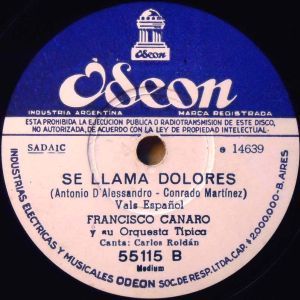 Odeon
Odeon
INDUSTRIA ARGENTINA MARCA REGISTRADA
ESTA PROHIBIDA LA EJECUCION PUBLICA O RADIOTRANSMISION DE ESTE DISCO,
NO AUTORIZADA, DE ACUERDO CON LA LEY DE PROPIEDAD INTELECTUAL
SADAIC e 14639
SE LLAMA DOLORES
(Antonio D'Alessandro - Conrado Martínez)
Vals Español
FRANCISCO CANARO
y su Orquesta Típica
Canta: Carlos Roldán
55115 B
Medium
INDUSTRIAS ELECTRICAS Y MUSICALES ODEON SOC. DE RESP. LTDA. CAP. $ 2.000.000 - B. AIRES